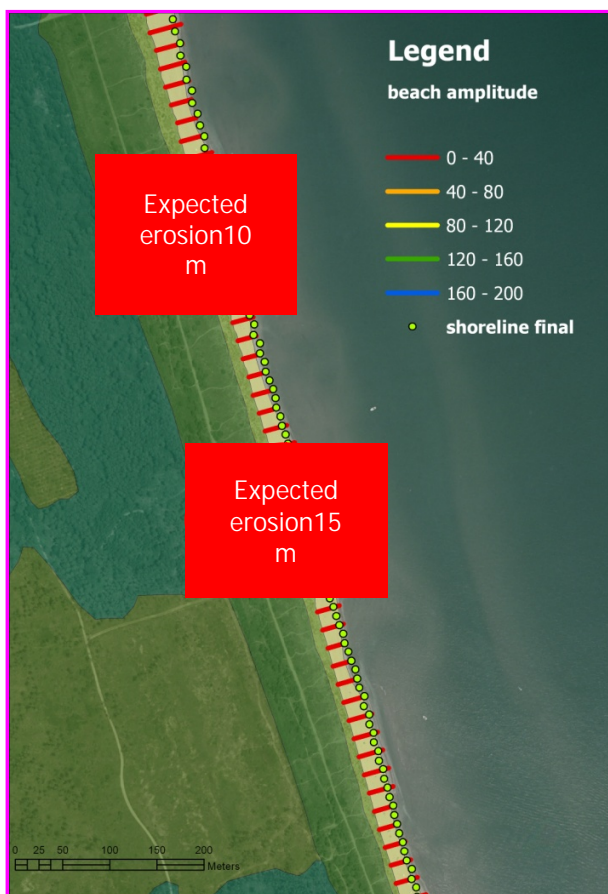 Legend
beach amplitude
0 - 40
40 - 80
80 - 120
120 - 160
160 - 200
shoreline final
Expected
erosion10
m
Expected
erosion15
m
0 25 50 100 150 200
Meters